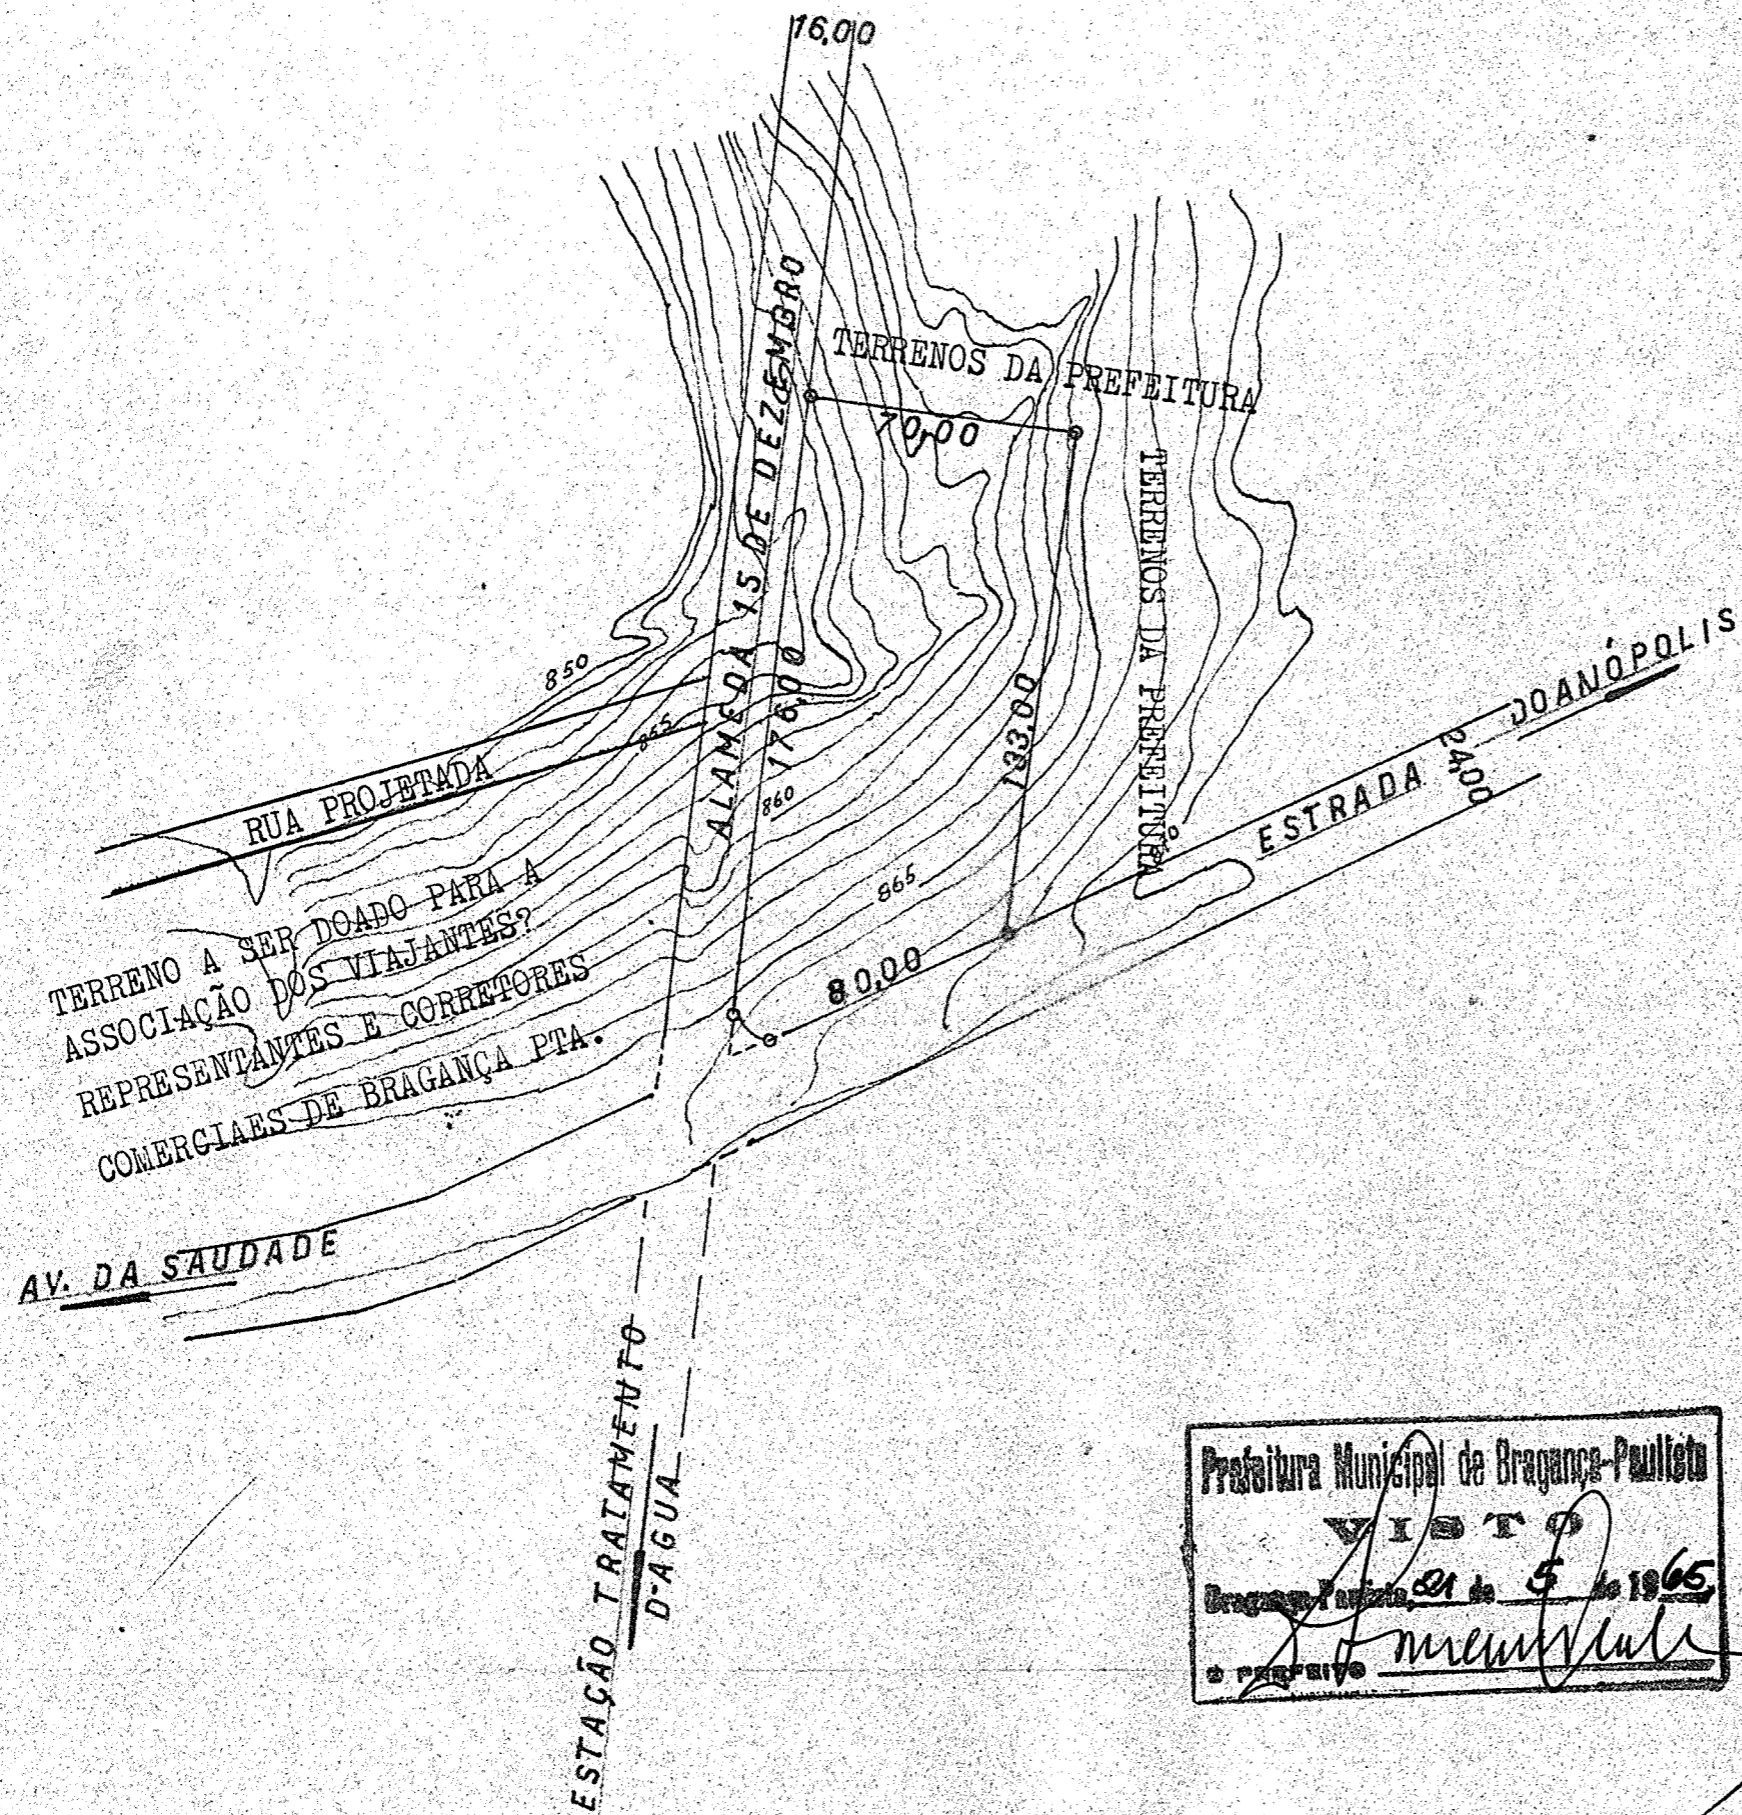 16,00
TERRENOS DA PREFEITURA
70,00
ALAMEDA 15 DE DEZEMBRO
176,00
133,00
TERRENOS DA PREFEITURA
850
855
860
865
RUA PROJETADA
ESTRADA JOANÓPOLIS
24,00
80,00
TERRENO A SER DOADO PARA A
ASSOCIAÇÃO DOS VIAJANTES?
REPRESENTANTES E CORRETORES
COMERCIAES DE BRAGANÇA PTA.
AV. DA SAUDADE
ESTAÇÃO TRATAMENTO
D'AGUA
Prefeitura Municipal de Bragança-Paulista
VISTO
Bragança-Paulista, 21 de 5 de 1965
O PREFEITO